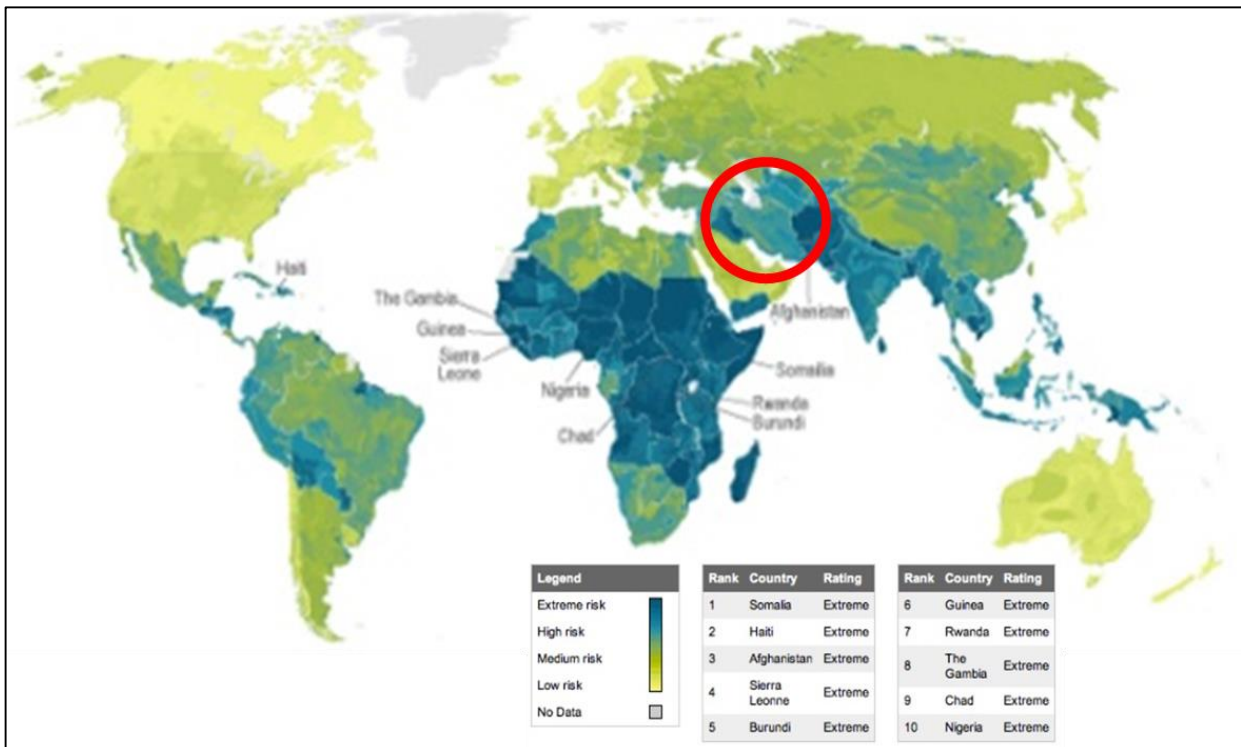 Haiti
The Gambia
Guinea
Sierra
Leone
Nigeria
Chad
Afghanistan
Somailia
Rwanda
Burundi
Legend
Extreme risk
High risk
Medium risk
Low risk
No Data
Rank Country Rating
1 Somalia Extreme
2 Haiti Extreme
3 Afghanistan Extreme
4 Sierra Leonne Extreme
5 Burundi Extreme
Rank Country Rating
6 Guinea Extreme
7 Rwanda Extreme
8 The Gambia Extreme
9 Chad Extreme
10 Nigeria Extreme